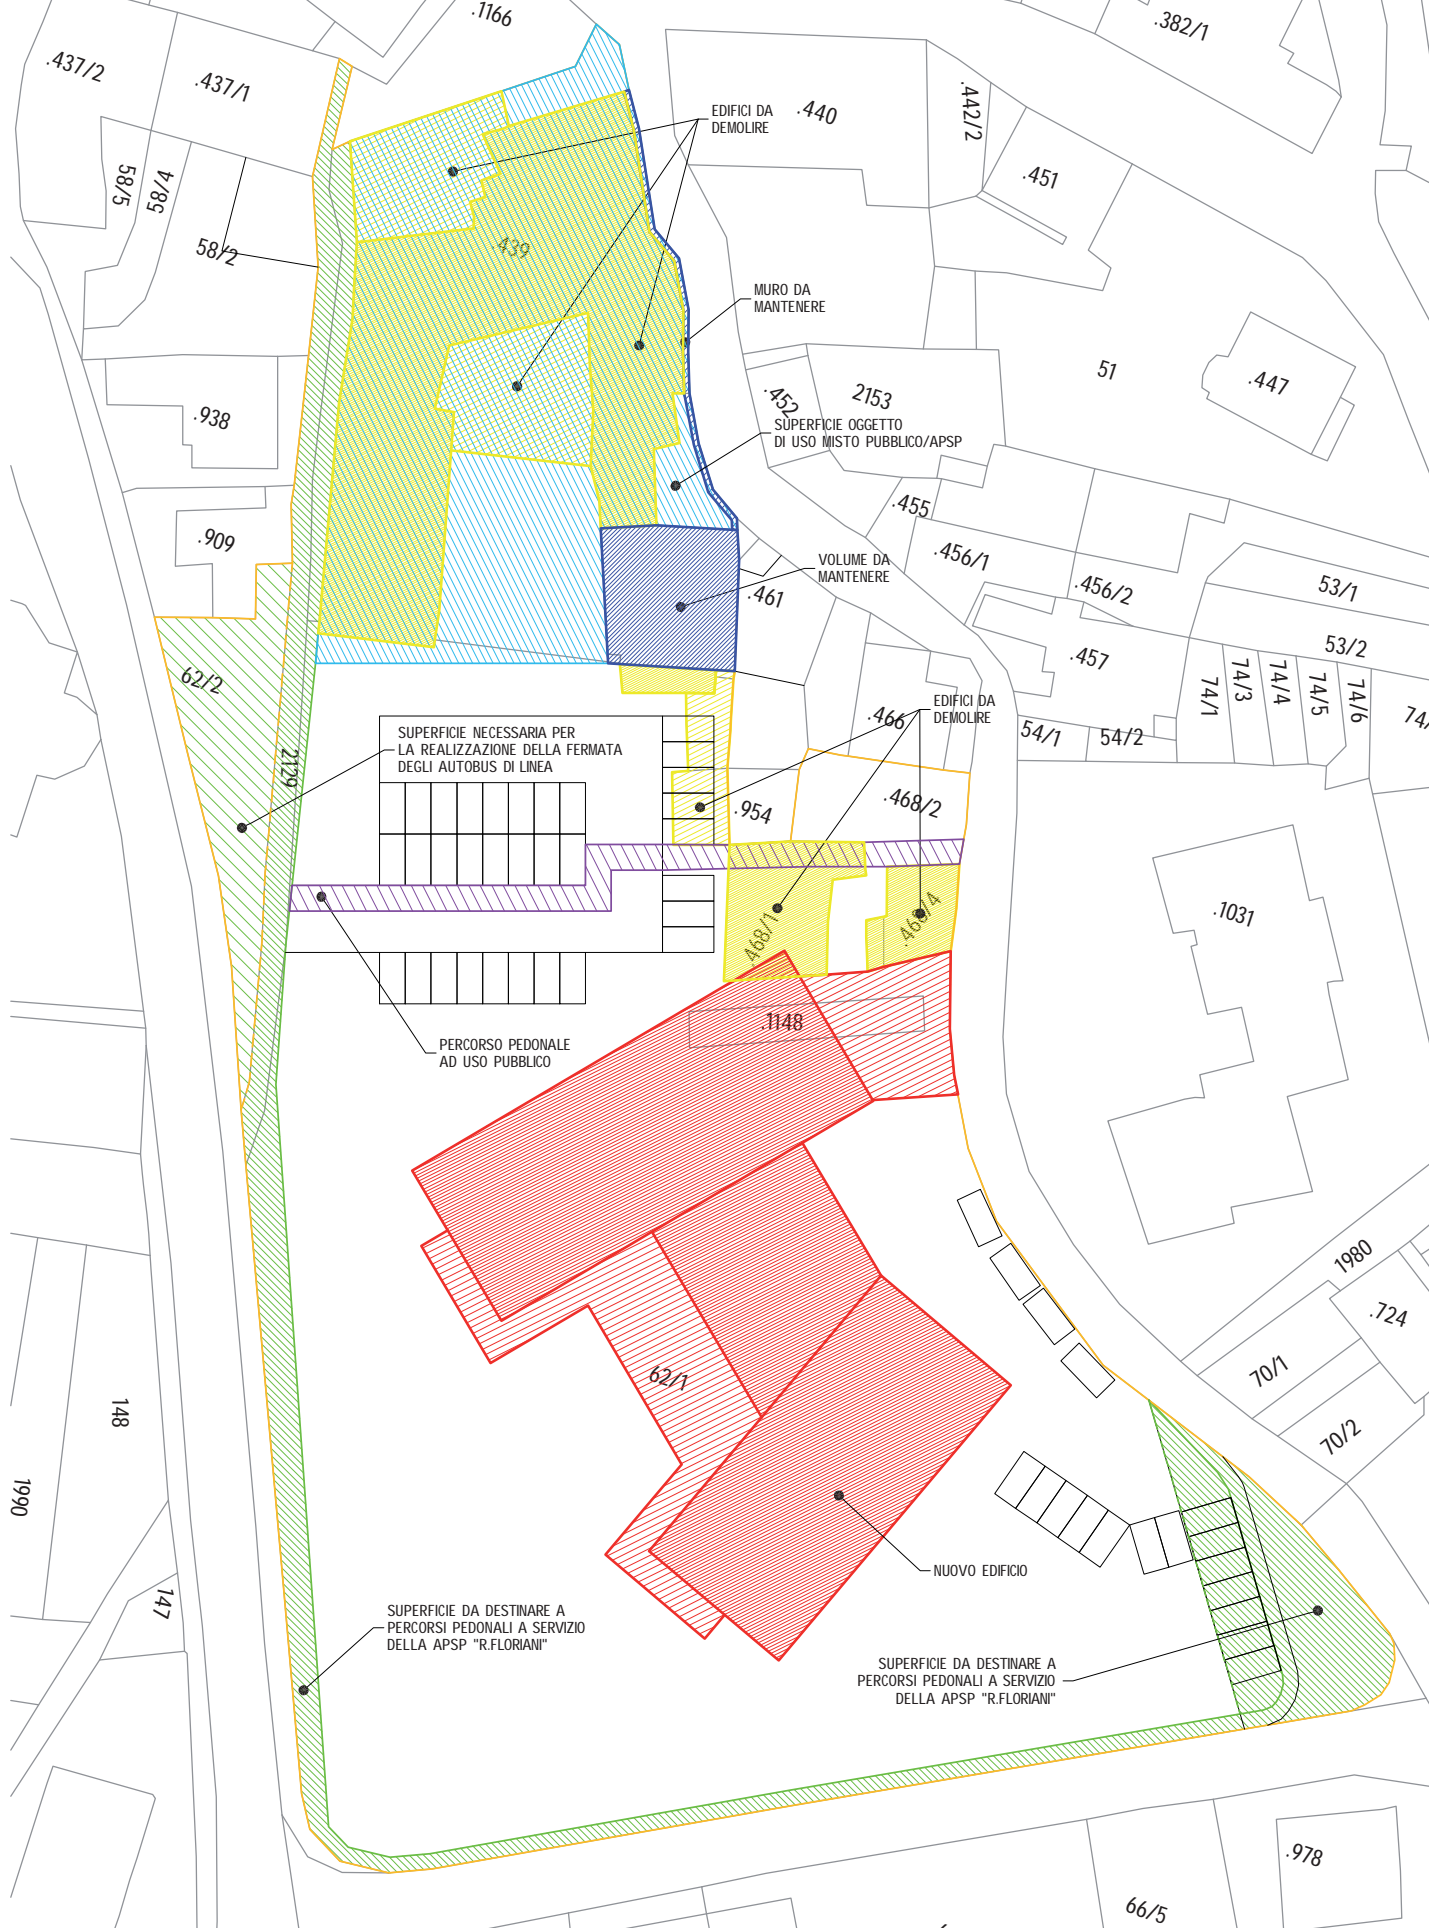 .1166
.382/1
.437/2
.437/1
.440
.442/2
EDIFICI DA
DEMOLIRE
.451
58/5
58/4
58/2
439
MURO DA
MANTENERE
51
.447
.938
.452
2153
SUPERFICIE OGGETTO
DI USO MISTO PUBBLICO/APSP
.455
.909
.456/1
.456/2
53/1
VOLUME DA
MANTENERE
.461
53/2
.457
62/2
74/1
74/3
74/4
74/5
74/6
74/
.466
EDIFICI DA
DEMOLIRE
54/1
54/2
SUPERFICIE NECESSARIA PER
LA REALIZZAZIONE DELLA FERMATA
DEGLI AUTOBUS DI LINEA
2129
.954
.468/2
.468/1
.468/4
.1031
.1148
PERCORSO PEDONALE
AD USO PUBBLICO
1980
.724
70/1
62/1
70/2
148
1990
NUOVO EDIFICIO
147
SUPERFICIE DA DESTINARE A
PERCORSI PEDONALI A SERVIZIO
DELLA APSP "R.FLORIANI"
SUPERFICIE DA DESTINARE A
PERCORSI PEDONALI A SERVIZIO
DELLA APSP "R.FLORIANI"
.978
66/5